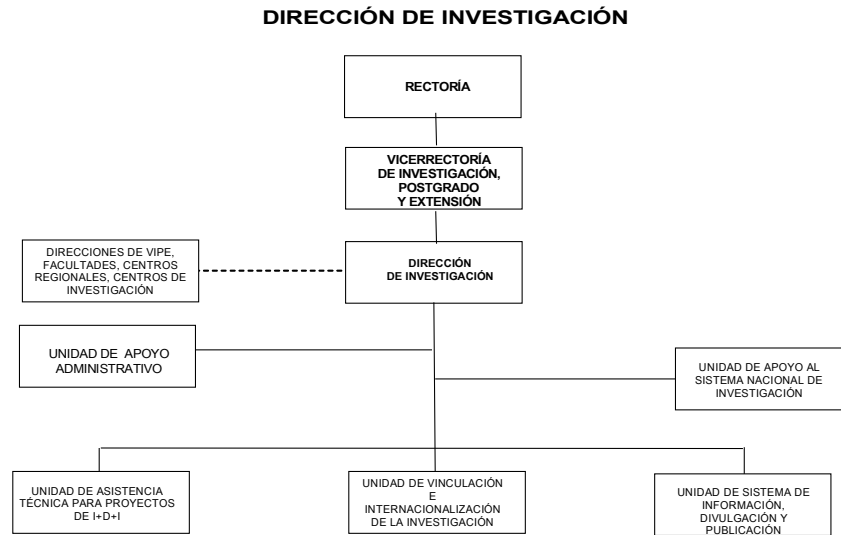 DIRECCIÓN DE INVESTIGACIÓN
RECTORÍA
VICERRECTORÍA
DE INVESTIGACIÓN,
POSTGRADO
Y EXTENSIÓN
DIRECCIONES DE VIPE,
FACULTADES, CENTROS
REGIONALES, CENTROS DE
INVESTIGACIÓN
DIRECCIÓN
DE INVESTIGACIÓN
UNIDAD DE APOYO
ADMINISTRATIVO
UNIDAD DE APOYO AL
SISTEMA NACIONAL DE
INVESTIGACIÓN
UNIDAD DE ASISTENCIA
TÉCNICA PARA PROYECTOS
DE I+D+I
UNIDAD DE VINCULACIÓN
E
INTERNACIONALIZACIÓN
DE LA INVESTIGACIÓN
UNIDAD DE SISTEMA DE
INFORMACIÓN,
DIVULGACIÓN Y
PUBLICACIÓN